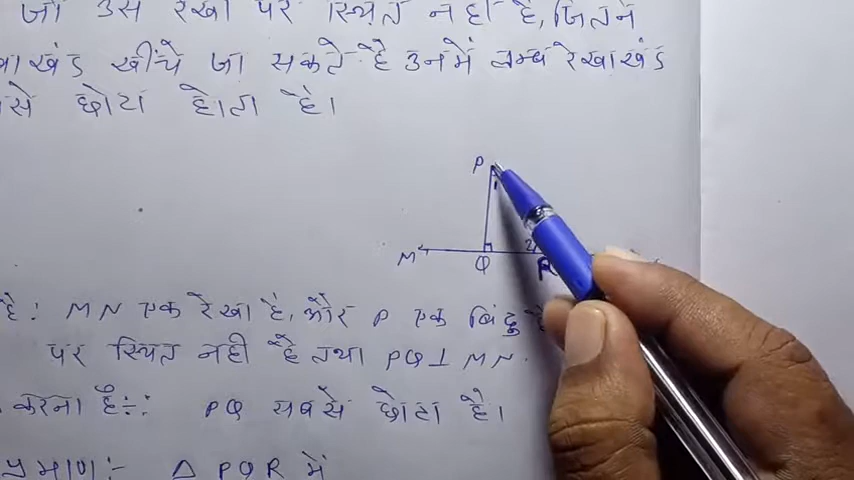 जो उस रेखा पर स्थित नहीं है, जितने
खींचे जा सकते है उनमें लम्ब रेखाखंड
छोटा होता है।
P
M Q R
है: MN एक रेखा है, और P एक बिंदु
पर स्थित नही है तथा PQ⊥MN.
करना है÷: PQ सबसे छोटा है।
प्रमाण:- △ PQR में